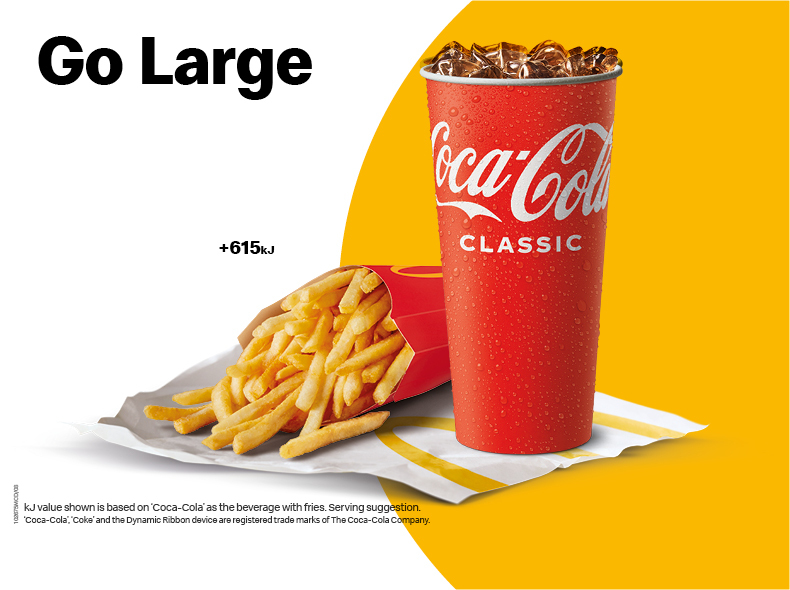 Go Large
Coca-Cola
CLASSIC
+615kJ
kJ value shown is based on 'Coca-Cola' as the beverage with fries. Serving suggestion.
'Coca-Cola', 'Coke' and the Dynamic Ribbon device are registered trade marks of The Coca-Cola Company.